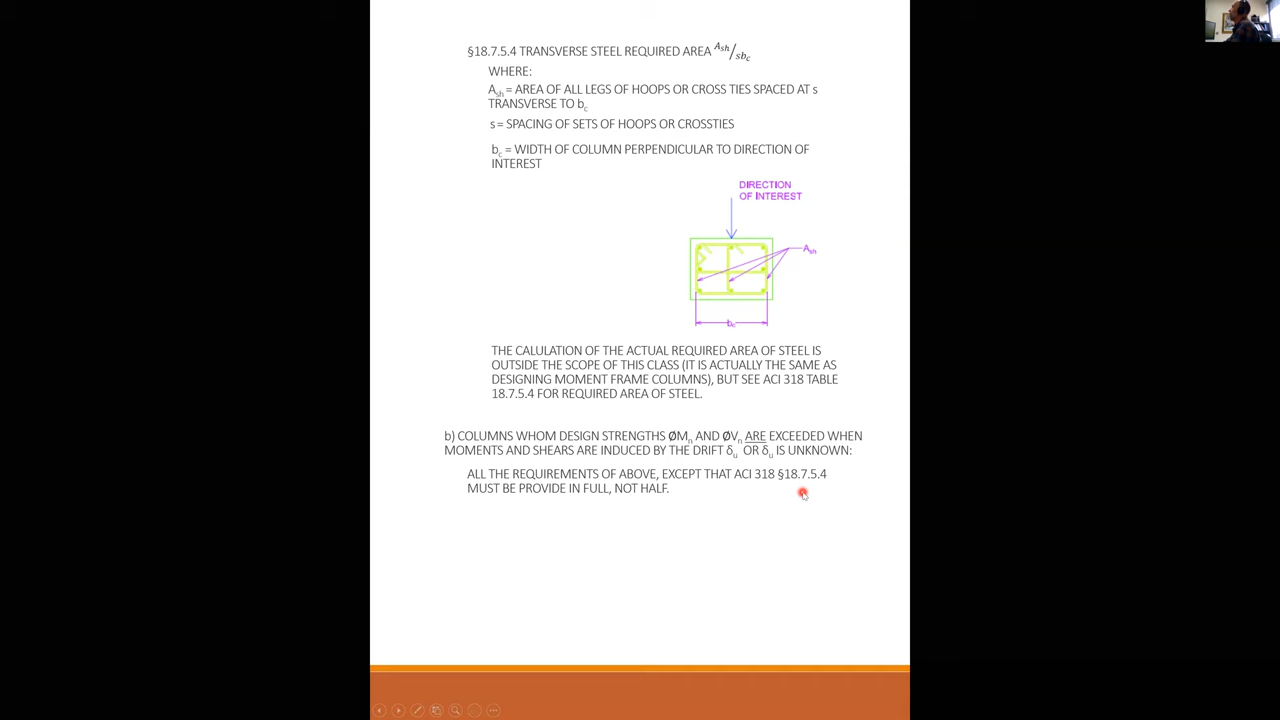 §18.7.5.4 TRANSVERSE STEEL REQUIRED AREA Ash/sbc
WHERE:
Ash = AREA OF ALL LEGS OF HOOPS OR CROSS TIES SPACED AT s
TRANSVERSE TO bc
s = SPACING OF SETS OF HOOPS OR CROSSTIES
bc = WIDTH OF COLUMN PERPENDICULAR TO DIRECTION OF
INTEREST
DIRECTION
OF INTEREST
Ash
bc
THE CALULATION OF THE ACTUAL REQUIRED AREA OF STEEL IS
OUTSIDE THE SCOPE OF THIS CLASS (IT IS ACTUALLY THE SAME AS
DESIGNING MOMENT FRAME COLUMNS), BUT SEE ACI 318 TABLE
18.7.5.4 FOR REQUIRED AREA OF STEEL.
b) COLUMNS WHOM DESIGN STRENGTHS ØMn AND ØVn ARE EXCEEDED WHEN
MOMENTS AND SHEARS ARE INDUCED BY THE DRIFT δu OR δu IS UNKNOWN:
ALL THE REQUIREMENTS OF ABOVE, EXCEPT THAT ACI 318 §18.7.5.4
MUST BE PROVIDE IN FULL, NOT HALF.